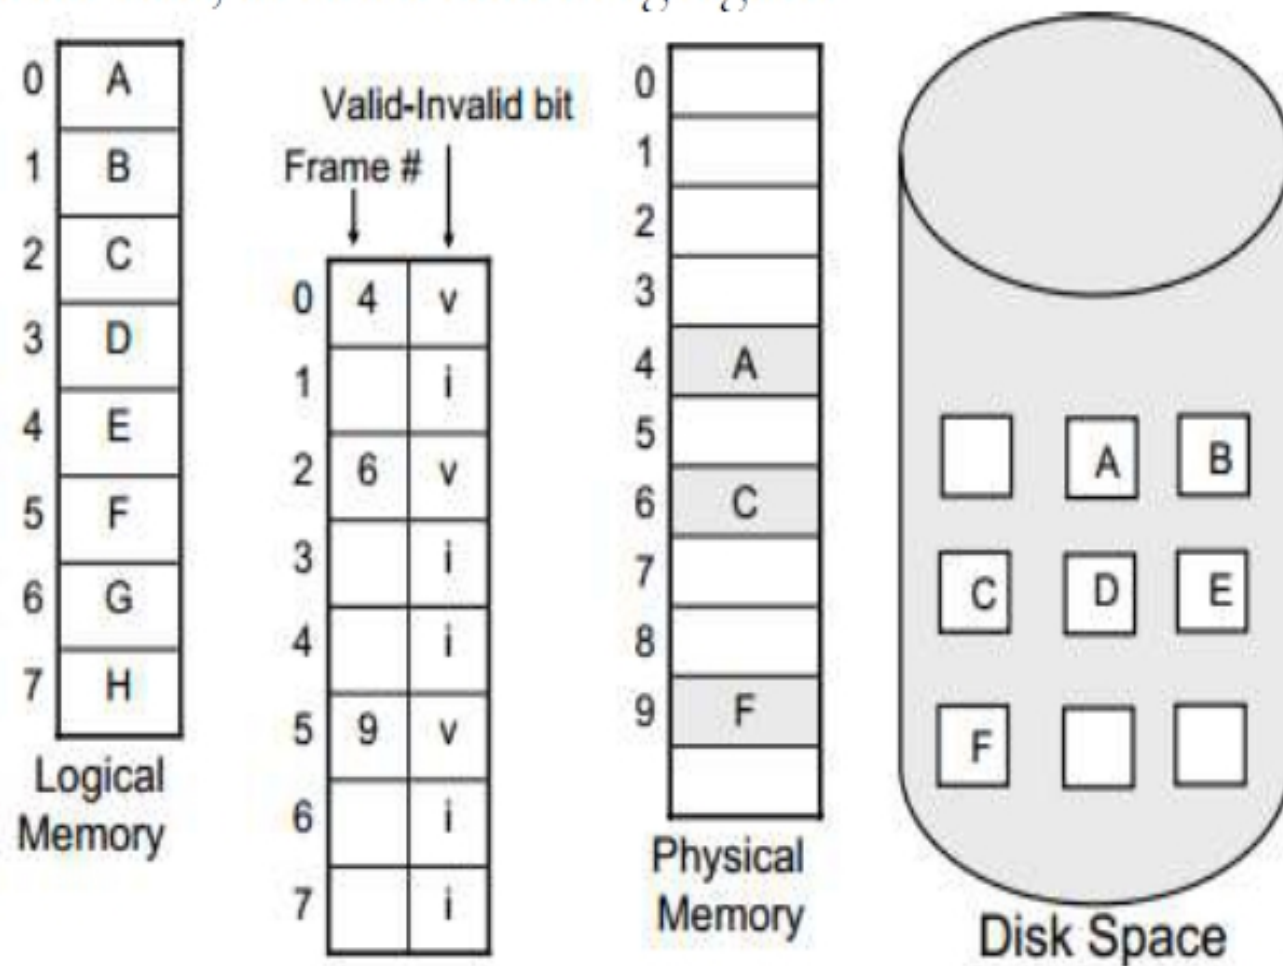 0 A
1 B
2 C
3 D
4 E
5 F
6 G
7 H
Logical
Memory
Valid-Invalid bit
Frame #
0 4 v
1 i
2 6 v
3 i
4 i
5 9 v
6 i
7 i
0
1
2
3
4 A
5
6 C
7
8
9 F
Physical
Memory
A B
C D E
F
Disk Space